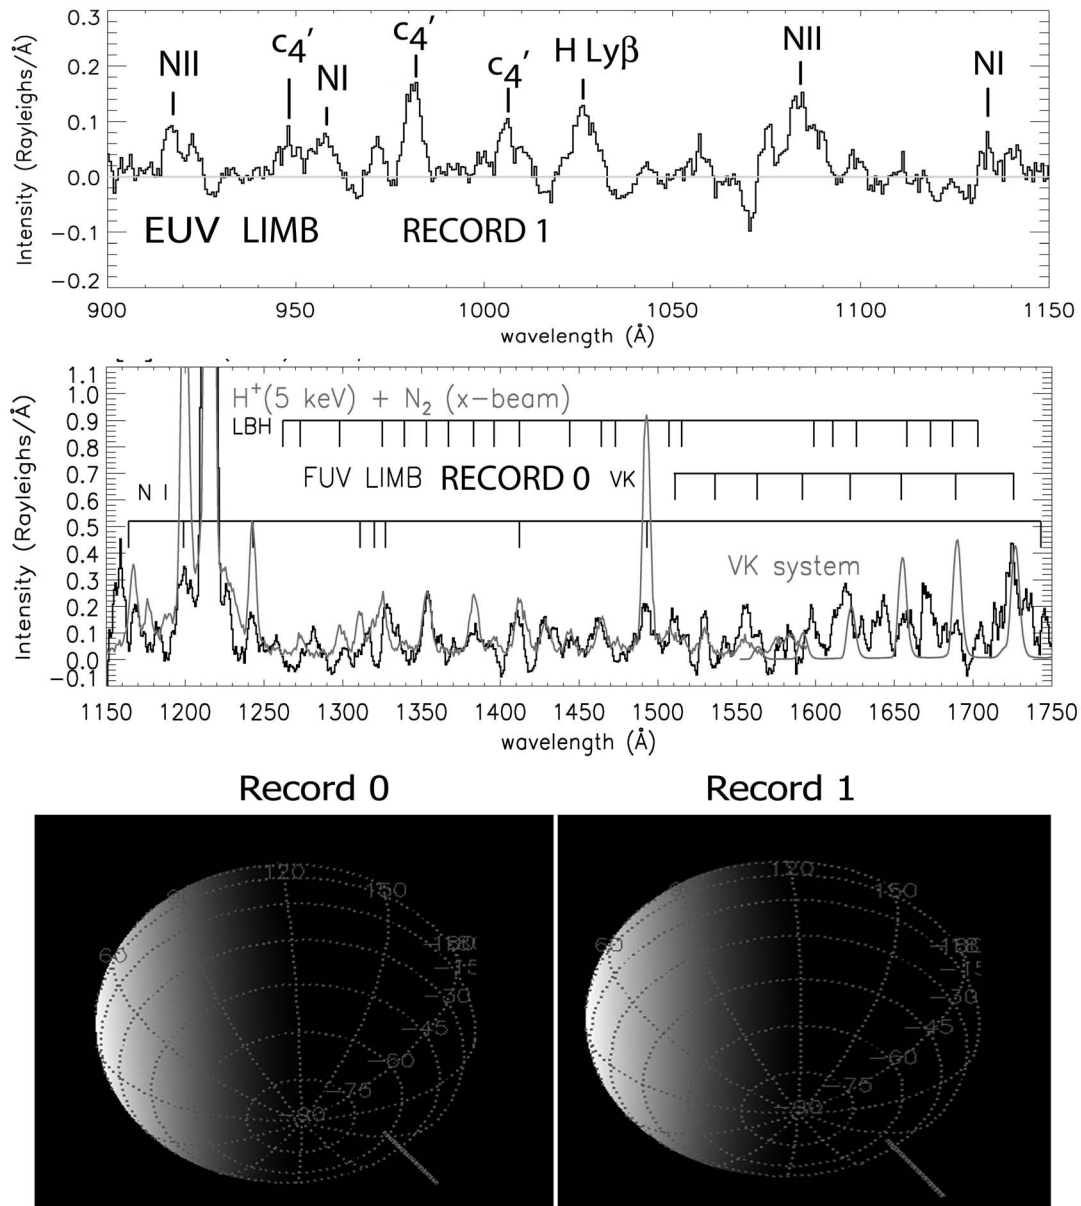 0.3
0.2
0.1
0.0
−0.1
−0.2
Intensity (Rayleighs/Å)
NII
c4′
NI
c4′
c4′
H Lyβ
NII
NI
EUV LIMB RECORD 1
900 950 1000 1050 1100 1150
wavelength (Å)
1.1
1.0
0.9
0.8
0.7
0.6
0.5
0.4
0.3
0.2
0.1
0.0
−0.1
Intensity (Rayleighs/Å)
H⁺(5 keV) + N₂ (x−beam)
LBH
FUV LIMB RECORD 0 VK
N I
VK system
1150 1200 1250 1300 1350 1400 1450 1500 1550 1600 1650 1700 1750
wavelength (Å)
Record 0 Record 1
120
150
60
−15
−30
−45
−60
−75
120
150
60
−15
−30
−45
−60
−75